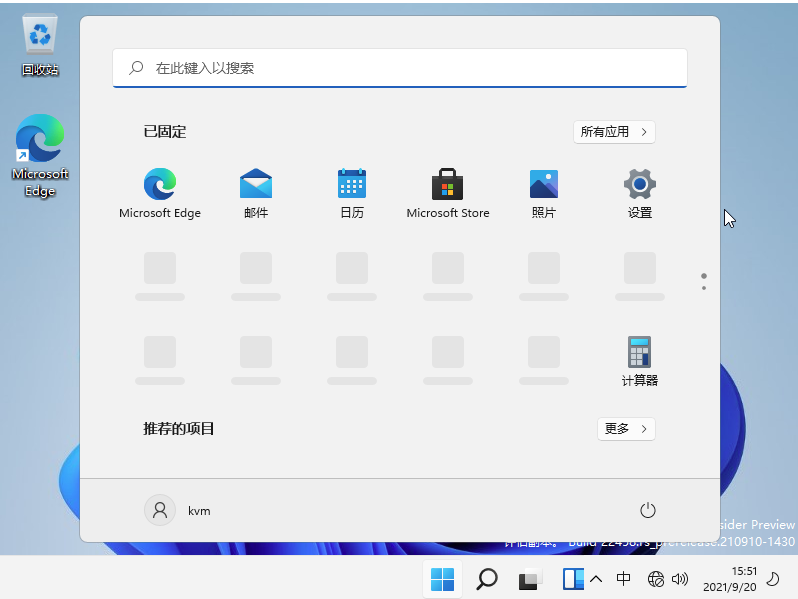 回收站
Microsoft
Edge
在此键入以搜索
已固定
所有应用
Microsoft Edge
邮件
日历
Microsoft Store
照片
设置
计算器
推荐的项目
更多
kvm
sider Preview
评估副本。 Build 22458.rs_prerelease.210910-1430
中
15:51
2021/9/20